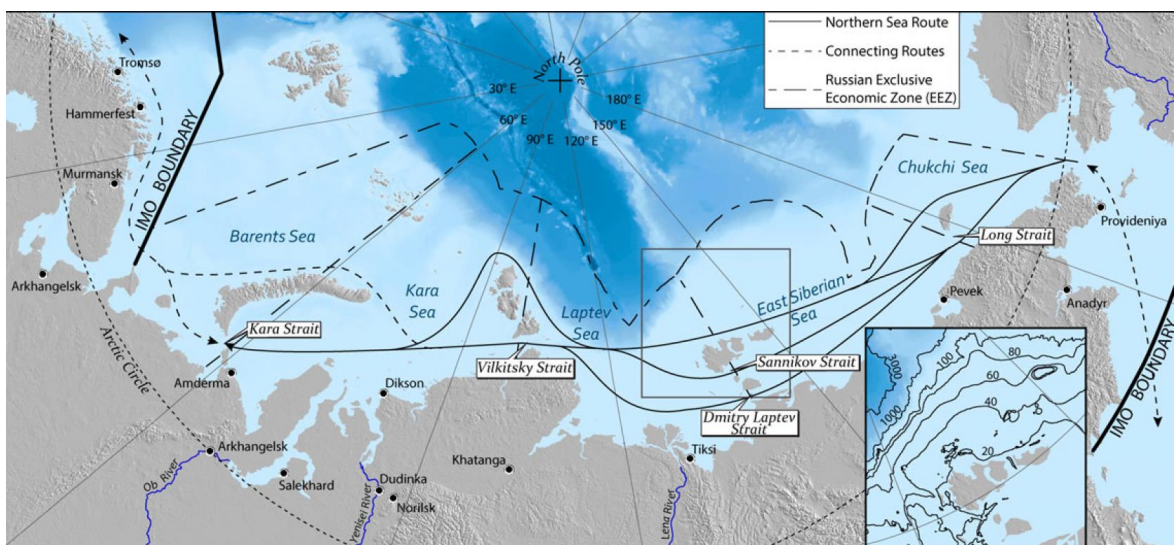 Northern Sea Route
Connecting Routes
Russian Exclusive
Economic Zone (EEZ)
North Pole
30° E
60° E
90° E
120° E
150° E
180° E
Tromsø
Hammerfest
Murmansk
IMO BOUNDARY
Arkhangelsk
Arctic Circle
Barents Sea
Kara
Sea
Laptev
Sea
East Siberian
Sea
Chukchi Sea
Long Strait
Provideniya
Pevek
Anadyr
IMO BOUNDARY
Kara Strait
Amderma
Vilkitsky Strait
Sannikov Strait
Dmitry Laptev
Strait
Dikson
Arkhangelsk
Salekhard
Ob River
Yenisei River
Dudinka
Norilsk
Khatanga
Tiksi
Lena River
3000
1000
100
80
60
40
20